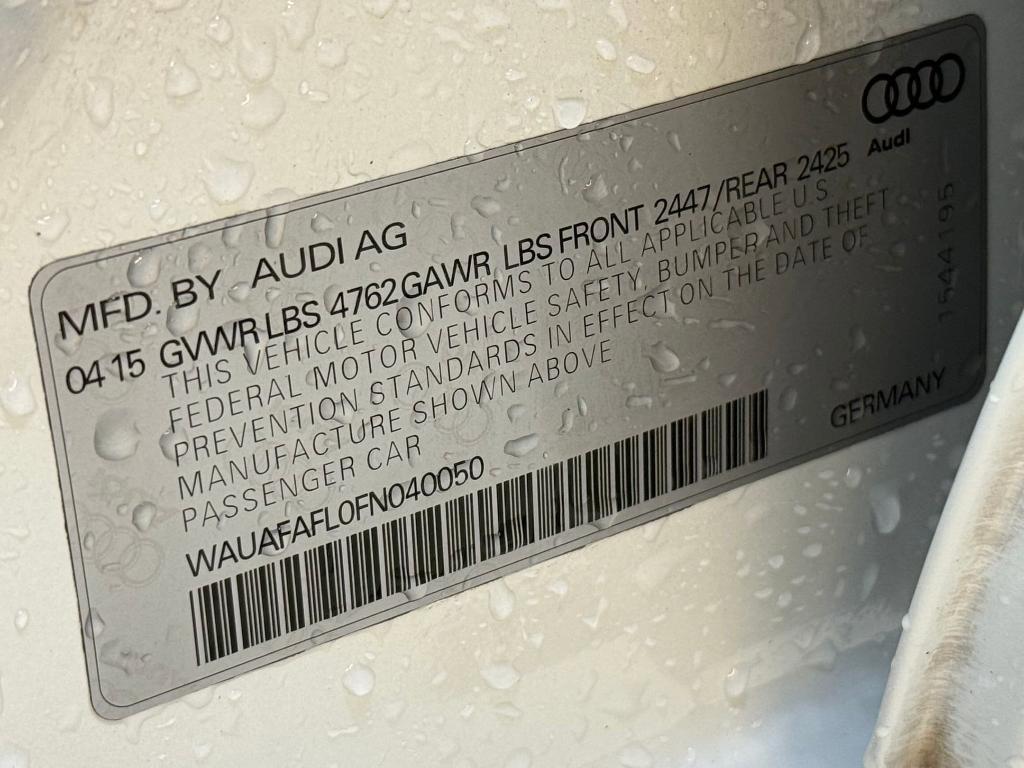 Audi
MFD. BY AUDI AG
04 15 GVWR LBS 4762 GAWR LBS FRONT 2447/REAR 2425
THIS VEHICLE CONFORMS TO ALL APPLICABLE U.S
FEDERAL MOTOR VEHICLE SAFETY, BUMPER AND THEFT
PREVENTION STANDARDS IN EFFECT ON THE DATE OF
MANUFACTURE SHOWN ABOVE
PASSENGER CAR
WAUAFAFL0FN040050
GERMANY
1544195